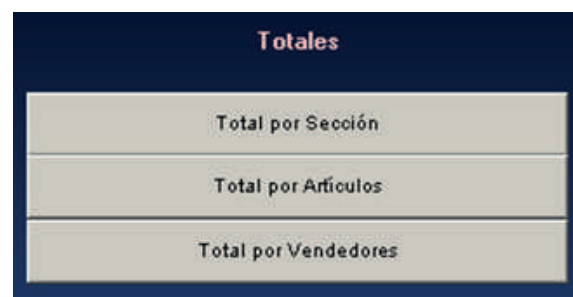 Totales
Total por Sección
Total por Artículos
Total por Vendedores